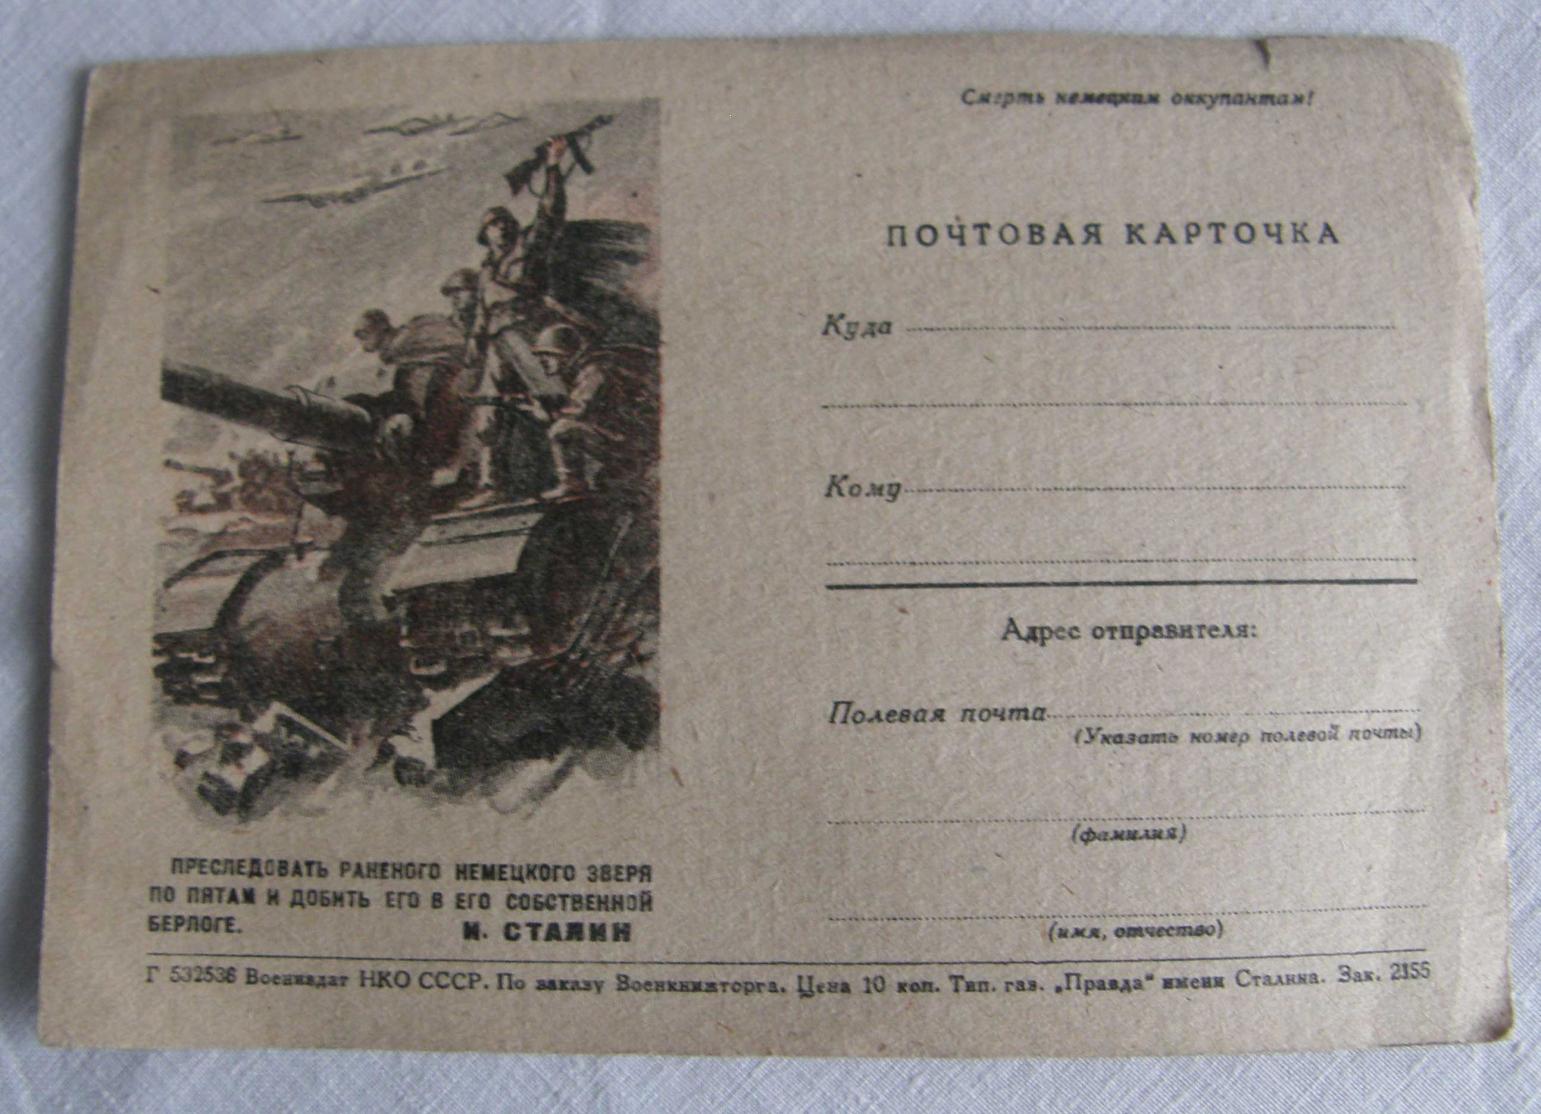 Смерть немецким оккупантам!
ПОЧТОВАЯ КАРТОЧКА
Куда
Кому
Адрес отправителя:
Полевая почта
(Указать номер полевой почты)
(фамилия)
(имя, отчество)
ПРЕСЛЕДОВАТЬ РАНЕНОГО НЕМЕЦКОГО ЗВЕРЯ
ПО ПЯТАМ И ДОБИТЬ ЕГО В ЕГО СОБСТВЕННОЙ
БЕРЛОГЕ.
И. СТАЛИН
Г 532536 Воениздат НКО СССР. По заказу Военкнижторга. Цена 10 коп. Тип. газ. „Правда“ имени Сталина. Зак. 2155